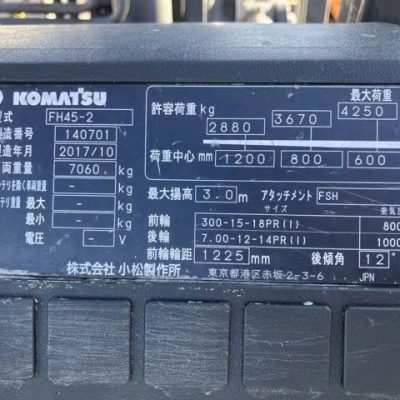 KOMATSU
型式 FH45-2
製造番号 140701
製造年月 2017/10
車両重量 7060 kg
kg
最大 - kg
最小 - kg
電圧 - V
最大荷重
許容荷重 kg 2880 3670 4250
荷重中心 mm 1200 800 600
最大揚高 3.0 m アタッチメント FSH
サイズ
前輪 300-15-18PR(I) 800
後輪 7.00-12-14PR(I) 1000
前輪輪距 1225 mm 後傾角 12°
株式会社 小松製作所 東京都港区赤坂2-3-6 JPN